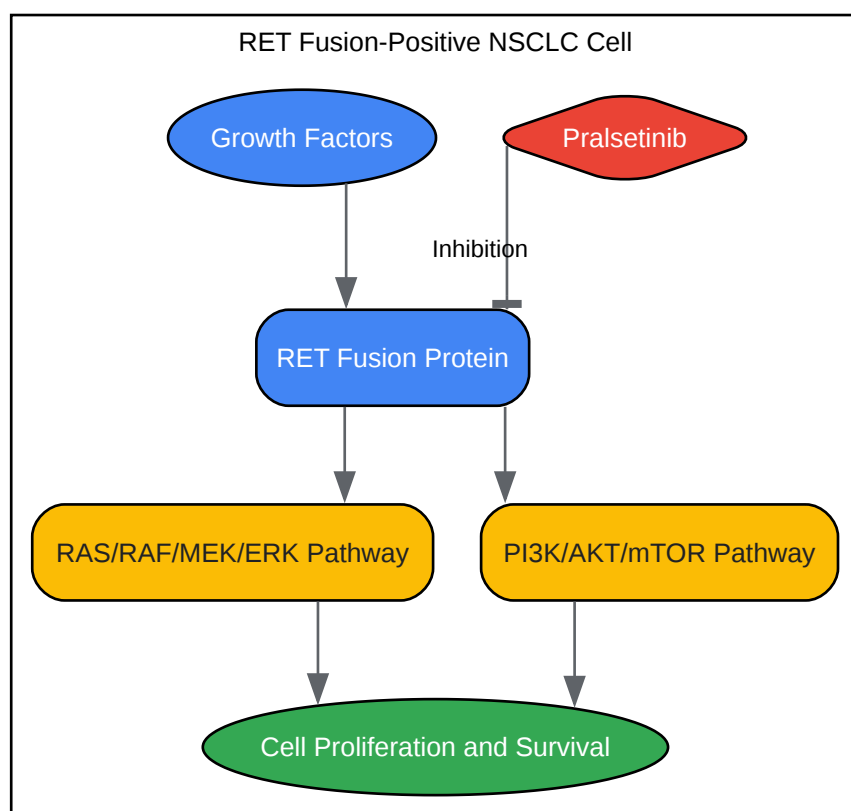 RET Fusion-Positive NSCLC Cell
Growth Factors
Pralsetinib
Inhibition
RET Fusion Protein
RAS/RAF/MEK/ERK Pathway
PI3K/AKT/mTOR Pathway
Cell Proliferation and Survival